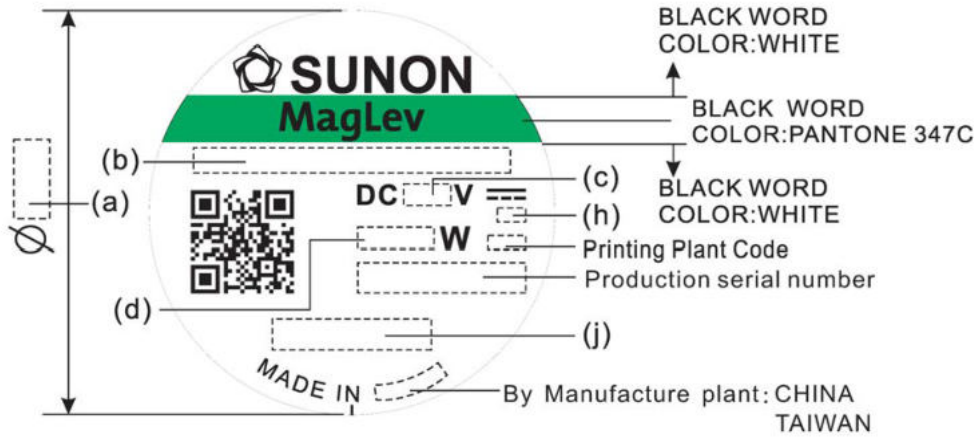 BLACK WORD
COLOR:WHITE
SUNON
MagLev
BLACK WORD
COLOR:PANTONE 347C
(b)
(c)
DC V
BLACK WORD
COLOR:WHITE
(a)
Ø
(h)
W
Printing Plant Code
Production serial number
(d)
(j)
MADE IN
By Manufacture plant: CHINA
TAIWAN